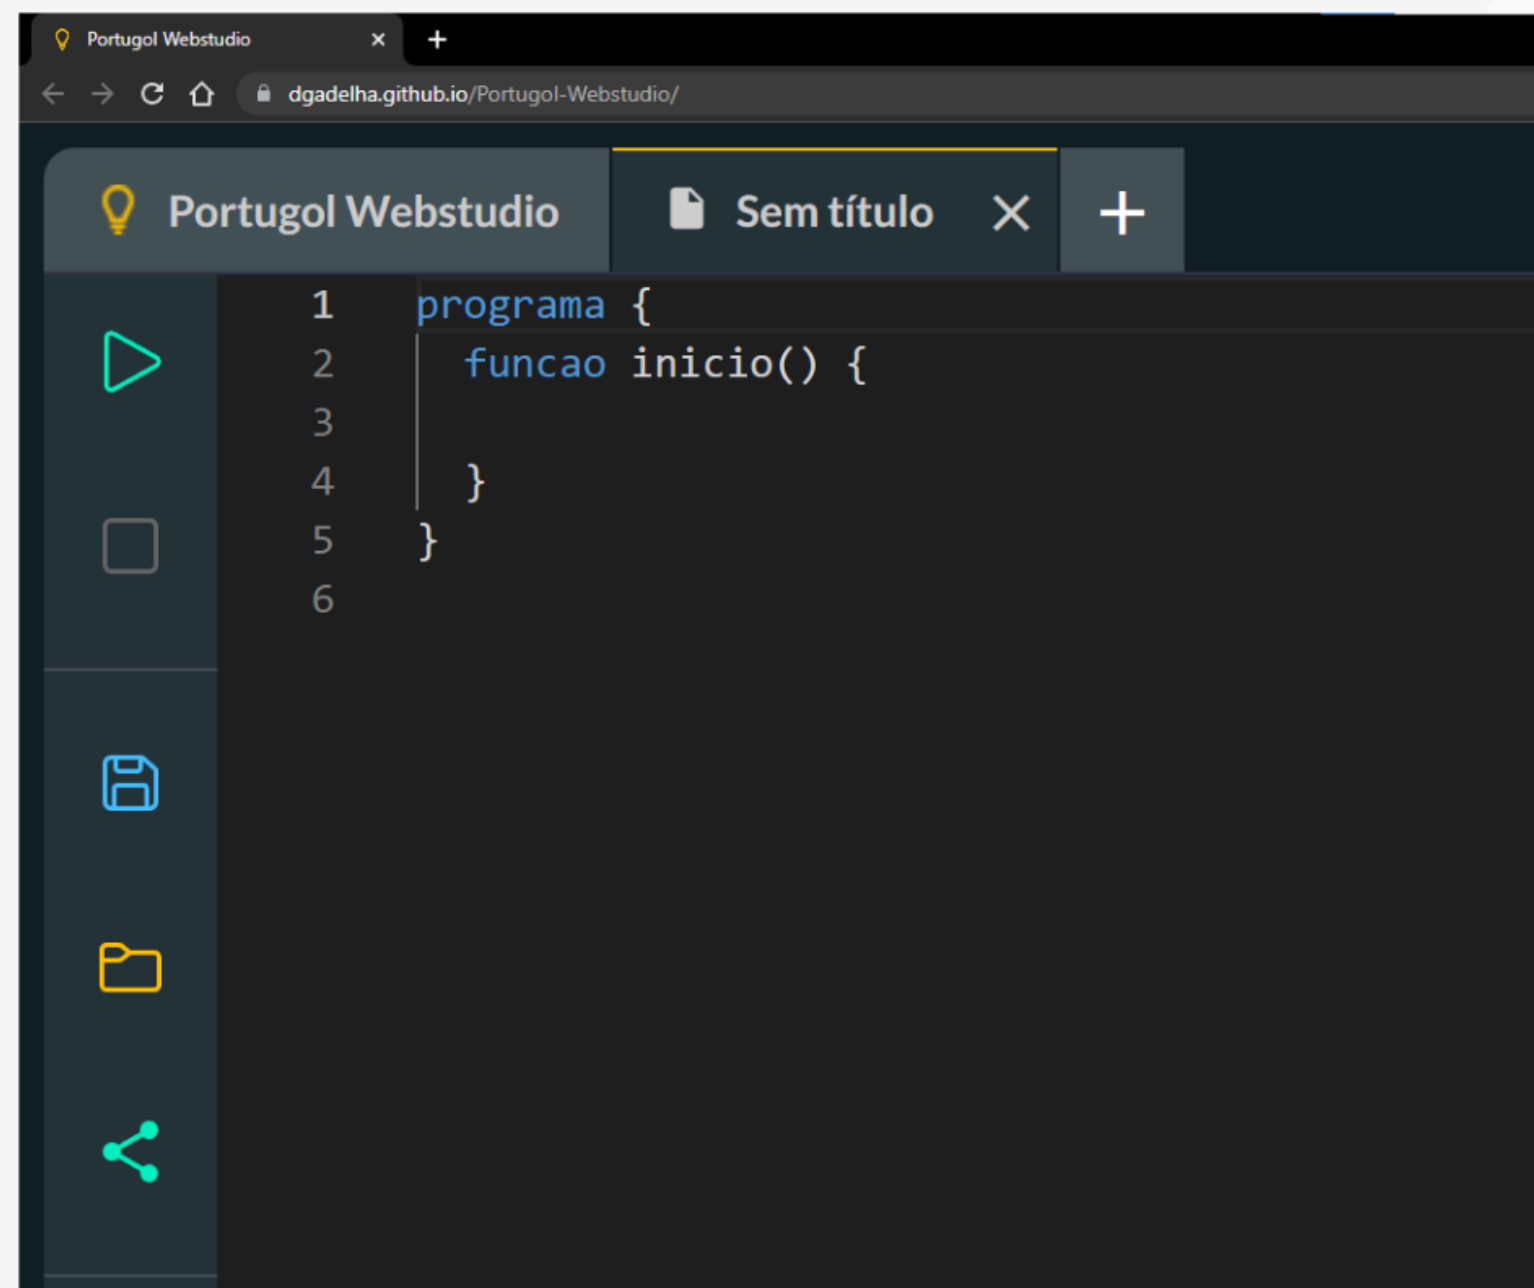 Portugol Webstudio
dgadelha.github.io/Portugol-Webstudio/
Portugol Webstudio Sem título
1 programa {
2 funcao inicio() {
3
4 }
5 }
6